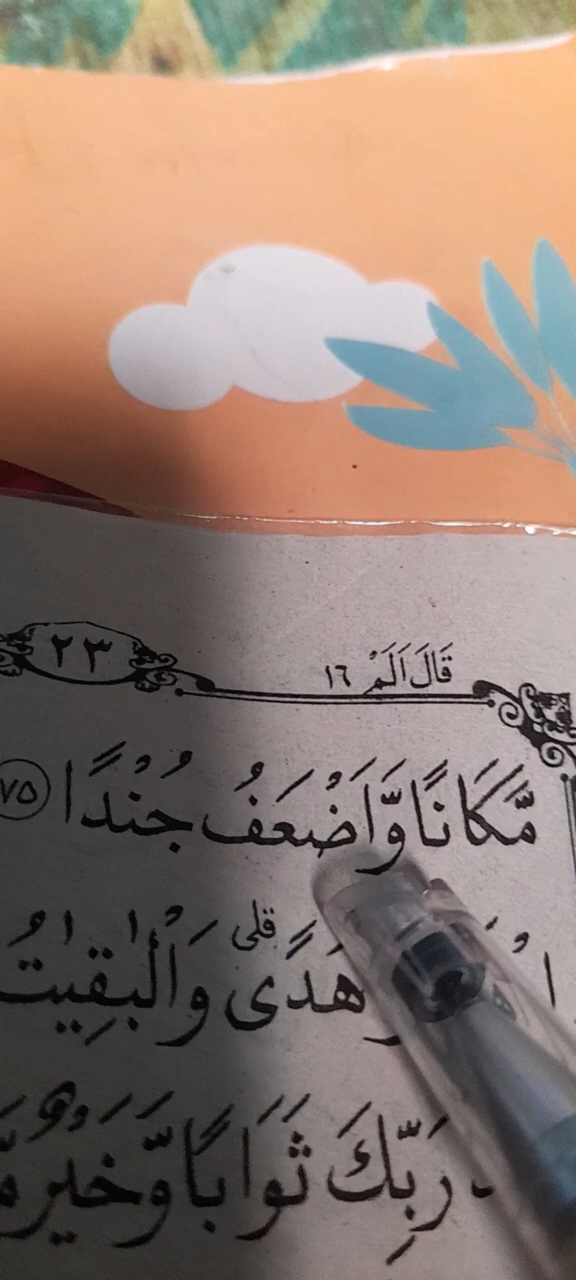 قَالَ اَلَمْ ١٦
٢٣
مَّكَانًا وَّاَضْعَفُ جُنْدًا ٧٥
هُدًى ۗ وَالْبٰقِيٰتُ
رَبِّكَ ثَوَابًا وَّخَيْرٌ